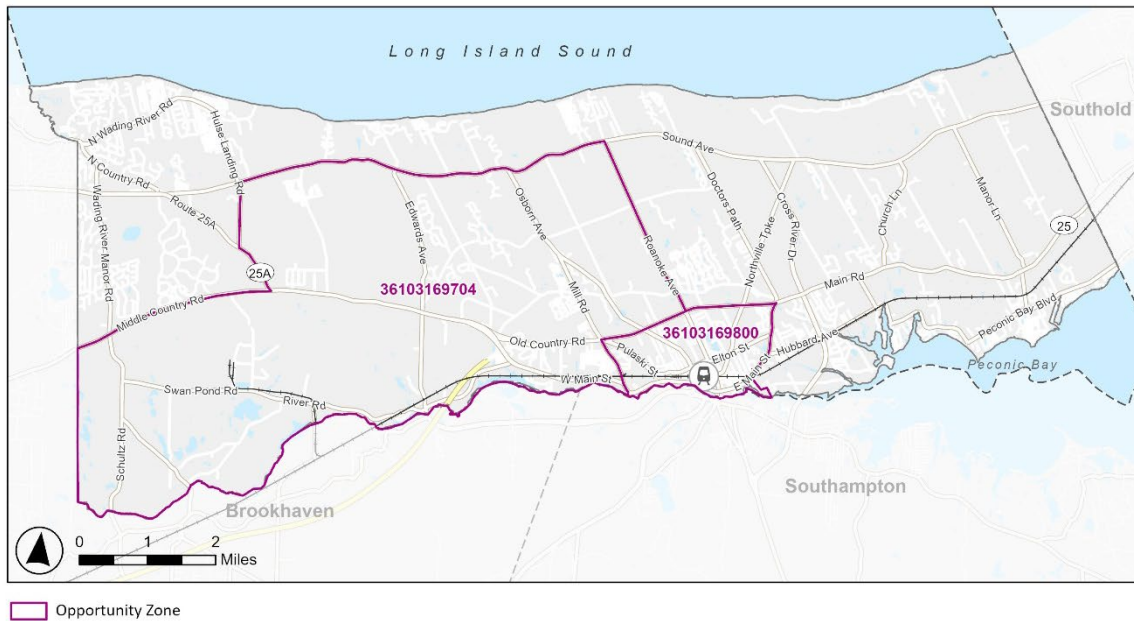 Long Island Sound
Southold
N Wading River Rd
Hulse Landing Rd
Sound Ave
N Country Rd
Route 25A
Wading River Manor Rd
Edwards Ave
Osborn Ave
Doctors Path
Cross River Dr
Northville Tpke
Church Ln
Manor Ln
25
25A
Roanoke Ave
Main Rd
36103169704
Mill Rd
Middle Country Rd
36103169800
Peconic Bay Blvd
Old Country Rd
Pulaski St
Elton St
Hubbard Ave
E Main St
W Main St
Peconic Bay
Swan Pond Rd
River Rd
Schultz Rd
Southampton
Brookhaven
0 1 2
Miles
Opportunity Zone